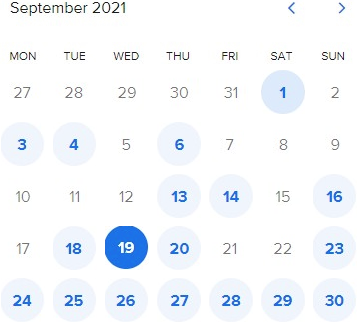 September 2021
MON TUE WED THU FRI SAT SUN
27 28 29 30 31 1 2
3 4 5 6 7 8 9
10 11 12 13 14 15 16
17 18 19 20 21 22 23
24 25 26 27 28 29 30